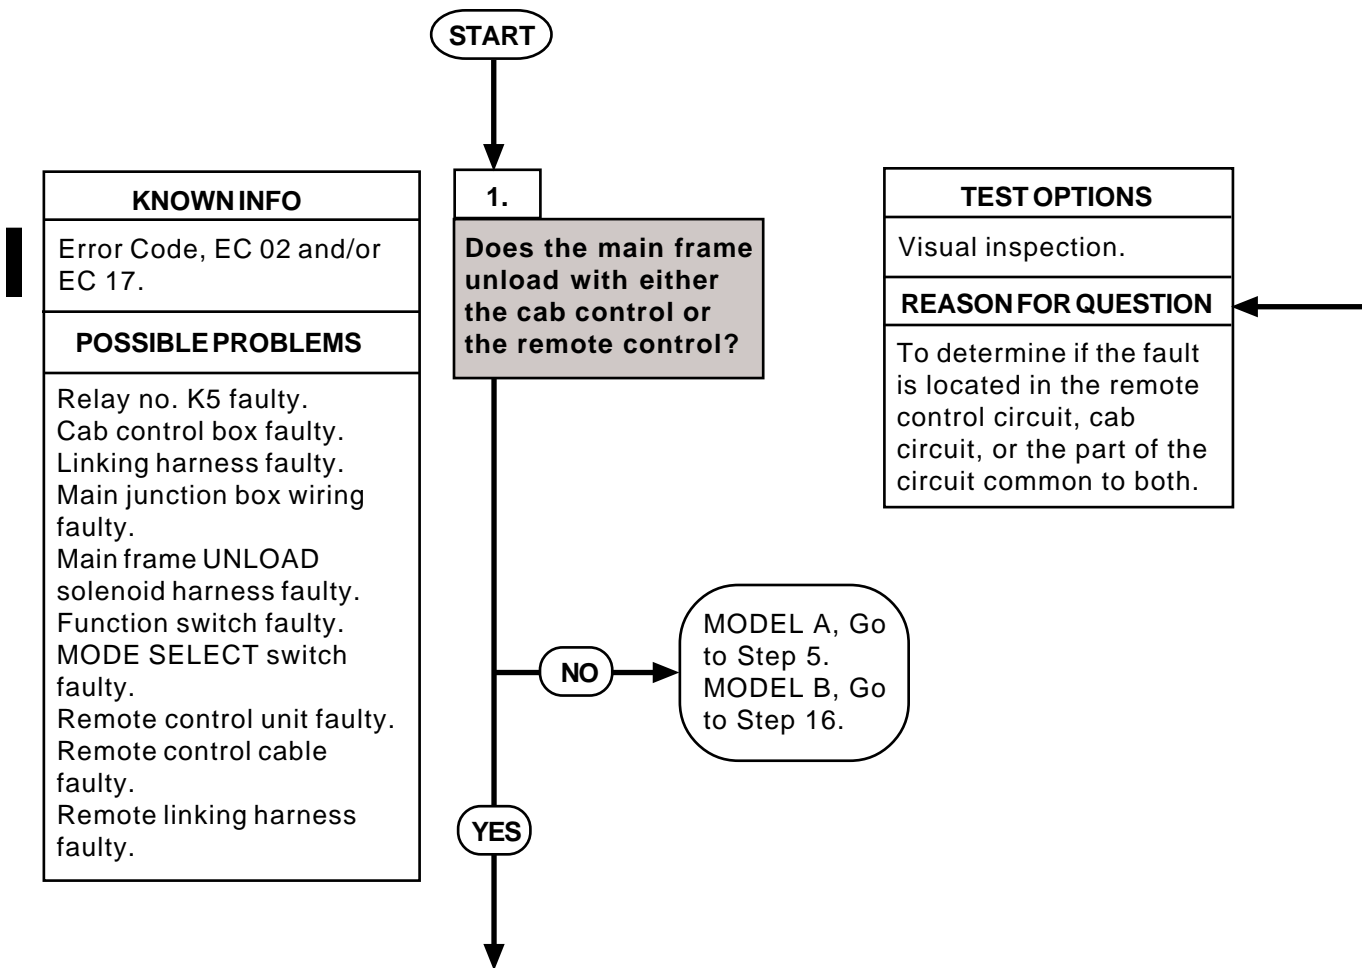 START
KNOWN INFO
Error Code, EC 02 and/or
EC 17.
POSSIBLE PROBLEMS
Relay no. K5 faulty.
Cab control box faulty.
Linking harness faulty.
Main junction box wiring
faulty.
Main frame UNLOAD
solenoid harness faulty.
Function switch faulty.
MODE SELECT switch
faulty.
Remote control unit faulty.
Remote control cable
faulty.
Remote linking harness
faulty.
1.
Does the main frame
unload with either
the cab control or
the remote control?
TEST OPTIONS
Visual inspection.
REASON FOR QUESTION
To determine if the fault
is located in the remote
control circuit, cab
circuit, or the part of the
circuit common to both.
NO
MODEL A, Go
to Step 5.
MODEL B, Go
to Step 16.
YES